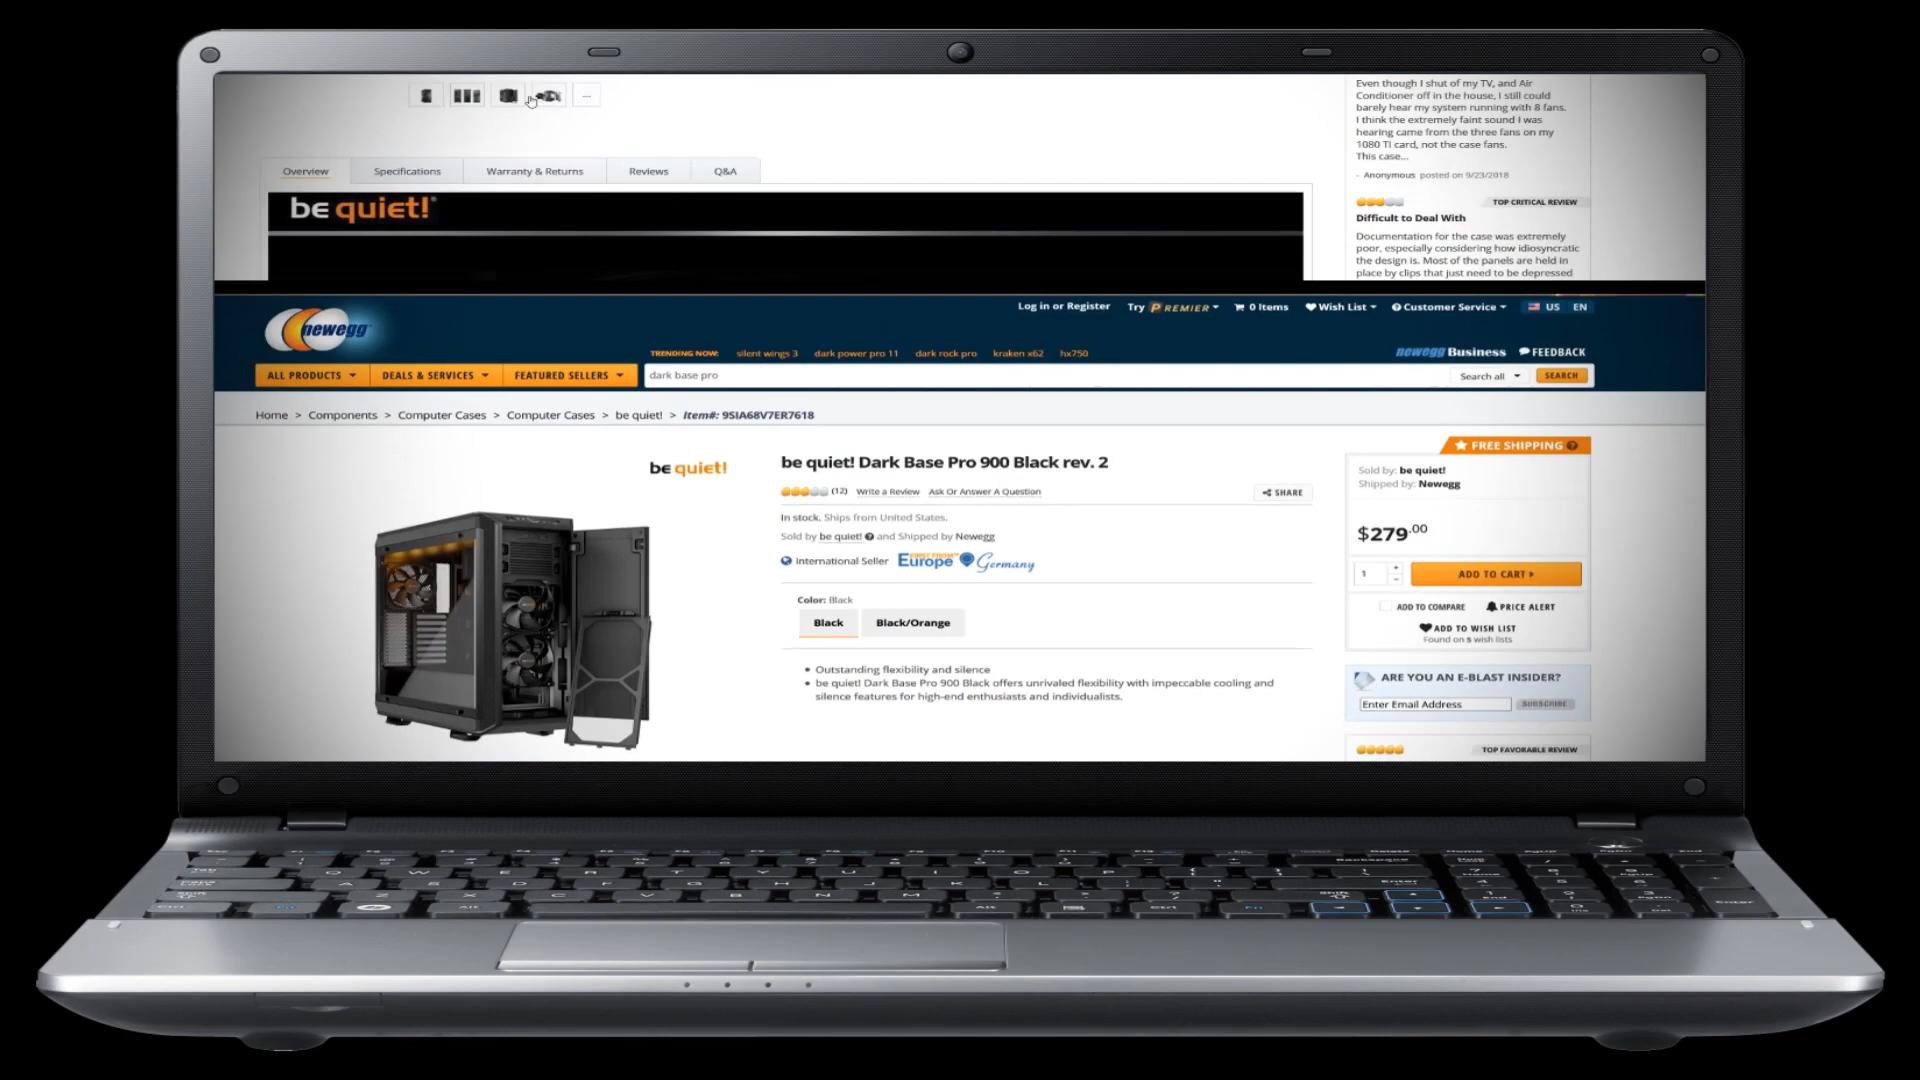 Even though I shut of my TV, and Air
Conditioner off in the house, I still could
barely hear my system running with 8 fans.
I think the extremely faint sound I was
hearing came from the three fans on my
1080 TI card, not the case fans.
This case...
- Anonymous posted on 9/23/2018
Overview Specifications Warranty & Returns Reviews Q&A
be quiet!®
TOP CRITICAL REVIEW
Difficult to Deal With
Documentation for the case was extremely
poor, especially considering how idiosyncratic
the design is. Most of the panels are held in
place by clips that just need to be depressed
Log in or Register Try PREMIER 0 Items Wish List Customer Service US EN
newegg
TRENDING NOW: silent wings 3 dark power pro 11 dark rock pro kraken x62 hx750
newegg Business FEEDBACK
ALL PRODUCTS DEALS & SERVICES FEATURED SELLERS dark base pro Search all SEARCH
Home > Components > Computer Cases > Computer Cases > be quiet! > Item#: 9SIA68V7ER7618
FREE SHIPPING
be quiet!
be quiet! Dark Base Pro 900 Black rev. 2
(12) Write a Review Ask Or Answer A Question
SHARE
In stock. Ships from United States.
Sold by be quiet! and Shipped by Newegg
International Seller FIRST FROM Europe Germany
Color: Black
Black Black/Orange
• Outstanding flexibility and silence
• be quiet! Dark Base Pro 900 Black offers unrivaled flexibility with impeccable cooling and
silence features for high-end enthusiasts and individualists.
Sold by: be quiet!
Shipped by: Newegg
$279.00
1 ADD TO CART
ADD TO COMPARE PRICE ALERT
ADD TO WISH LIST
Found on 5 wish lists
ARE YOU AN E-BLAST INSIDER?
Enter Email Address SUBSCRIBE
TOP FAVORABLE REVIEW